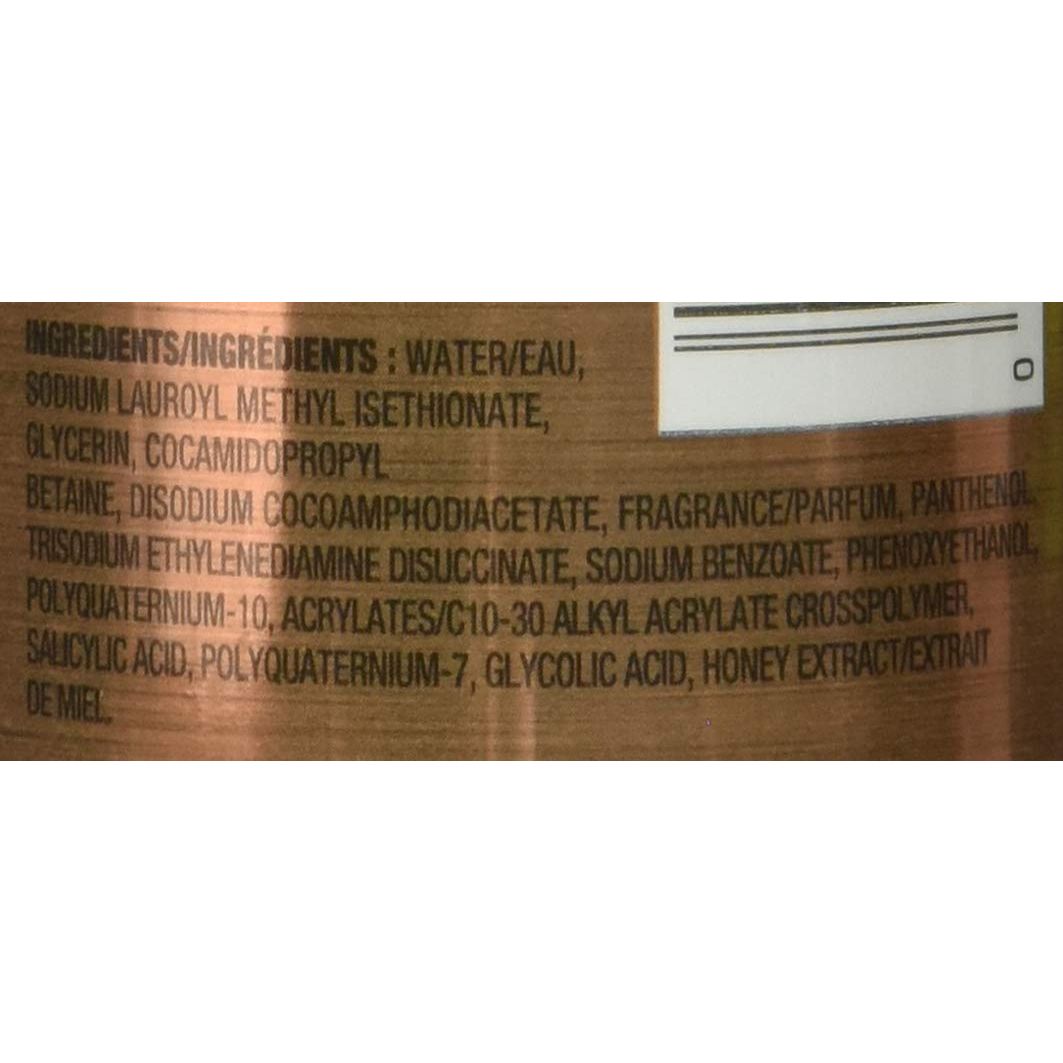 INGREDIENTS/INGRÉDIENTS : WATER/EAU,
SODIUM LAUROYL METHYL ISETHIONATE,
GLYCERIN, COCAMIDOPROPYL
BETAINE, DISODIUM COCOAMPHODIACETATE, FRAGRANCE/PARFUM, PANTHENOL,
TRISODIUM ETHYLENEDIAMINE DISUCCINATE, SODIUM BENZOATE, PHENOXYETHANOL,
POLYQUATERNIUM-10, ACRYLATES/C10-30 ALKYL ACRYLATE CROSSPOLYMER,
SALICYLIC ACID, POLYQUATERNIUM-7, GLYCOLIC ACID, HONEY EXTRACT/EXTRAIT
DE MIEL.
0